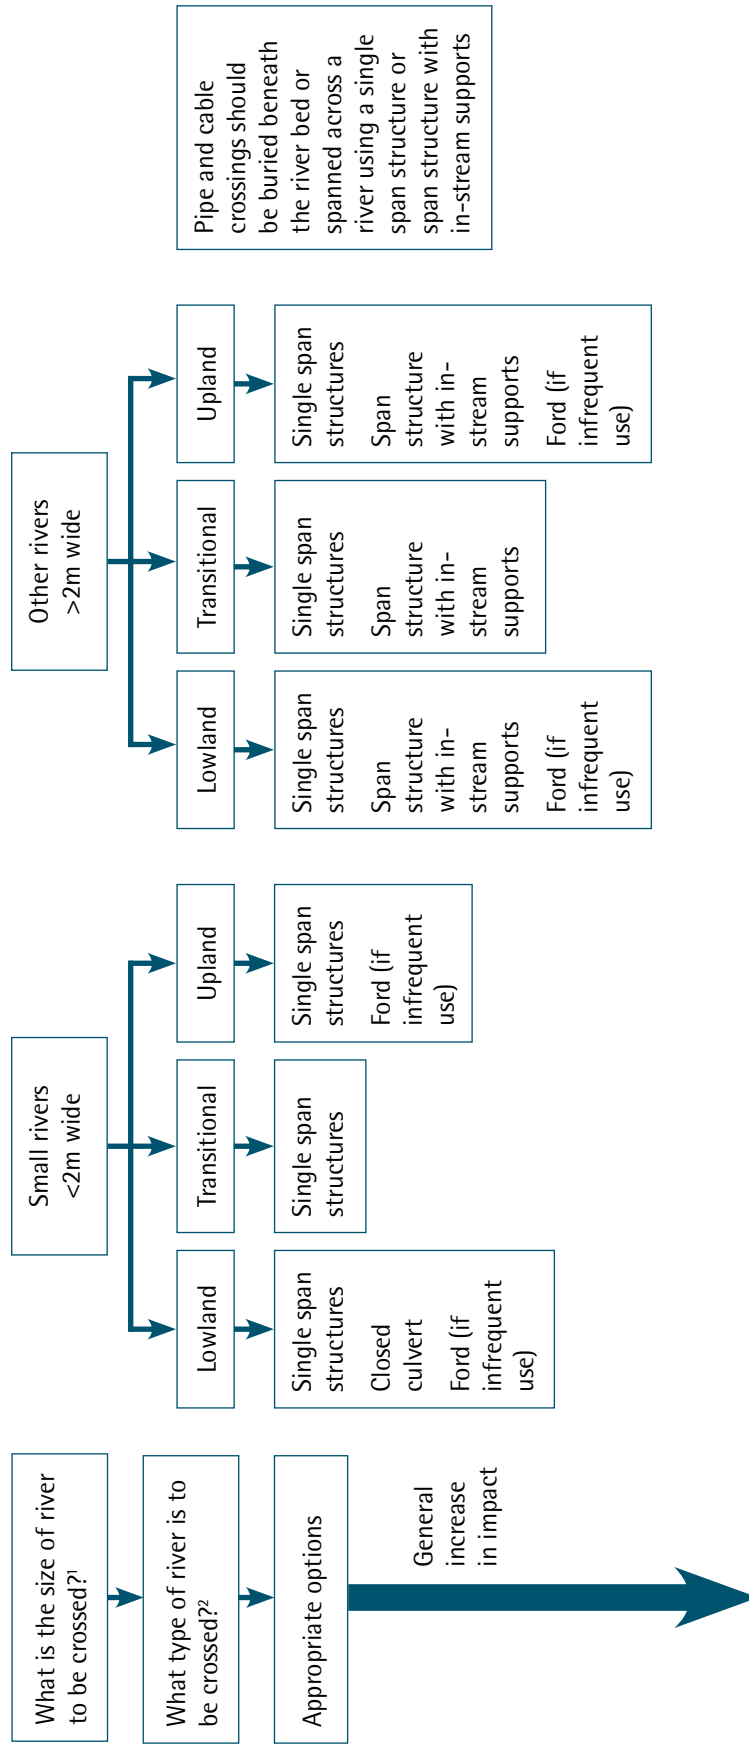 What is the size of river
to be crossed?¹
What type of river is to
be crossed?²
Appropriate options
General
increase
in impact
Small rivers
<2m wide
Lowland
Single span
structures
Closed
culvert
Ford (if
infrequent
use)
Transitional
Single span
structures
Upland
Single span
structures
Ford (if
infrequent
use)
Other rivers
>2m wide
Lowland
Single span
structures
Span
structure
with in-
stream
supports
Ford (if
infrequent
use)
Transitional
Single span
structures
Span
structure
with in-
stream
supports
Upland
Single span
structures
Span
structure
with in-
stream
supports
Ford (if
infrequent
use)
Pipe and cable
crossings should
be buried beneath
the river bed or
spanned across a
river using a single
span structure or
span structure with
in-stream supports